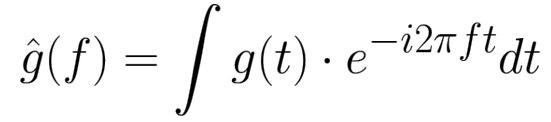 ĝ(f) = ∫ g(t) · e^{−i2πft} dt